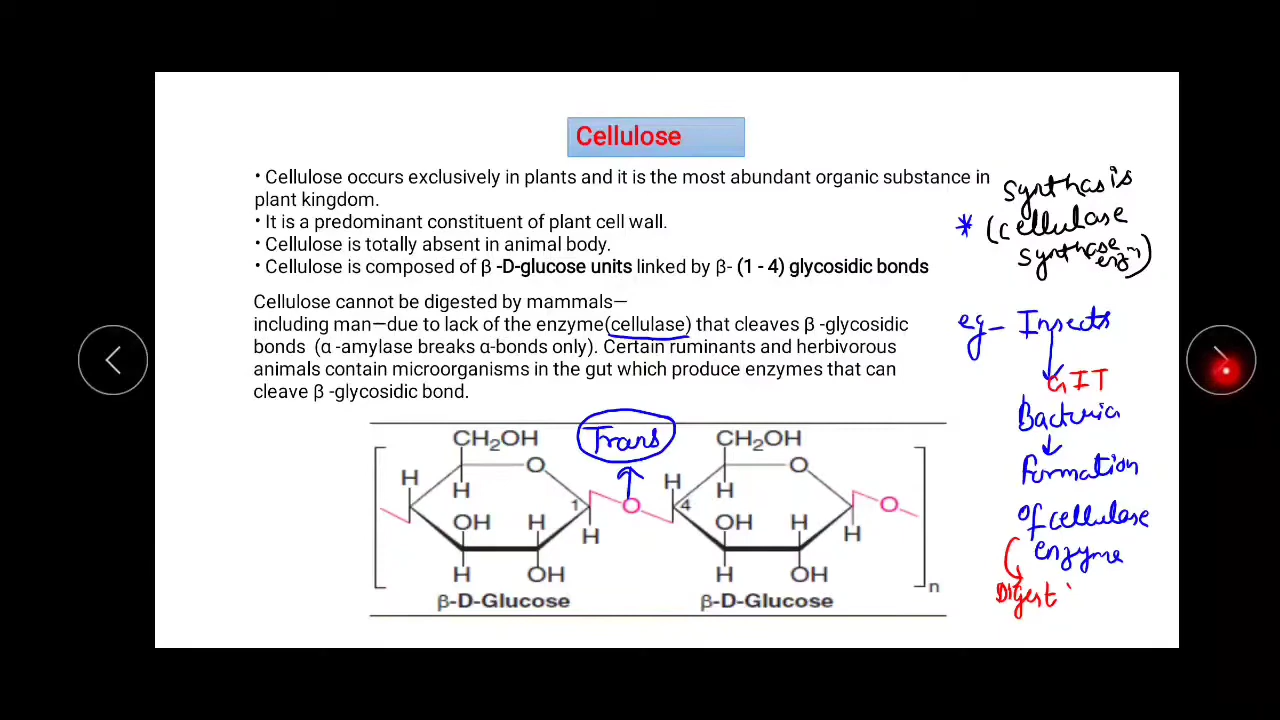 Cellulose
• Cellulose occurs exclusively in plants and it is the most abundant organic substance in
plant kingdom.
• It is a predominant constituent of plant cell wall.
• Cellulose is totally absent in animal body.
• Cellulose is composed of β -D-glucose units linked by β- (1 - 4) glycosidic bonds
Cellulose cannot be digested by mammals—
including man—due to lack of the enzyme(cellulase) that cleaves β -glycosidic
bonds (α -amylase breaks α-bonds only). Certain ruminants and herbivorous
animals contain microorganisms in the gut which produce enzymes that can
cleave β -glycosidic bond.
Synthasis
* (cellulase
synthase
enzm)
eg- Insects
GIT
Bacteria
Formation
of cellulase
enzyme
Digest
Trans
CH₂OH CH₂OH
H O H O
H 1 O 4 H O
OH H H OH H H
H OH H OH n
β-D-Glucose β-D-Glucose